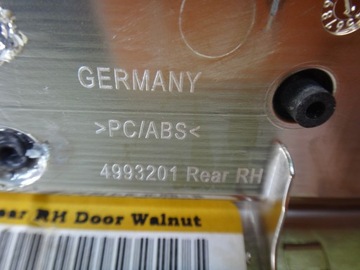 GERMANY
>PC/ABS<
4993201 Rear RH
ear RH Door Walnut